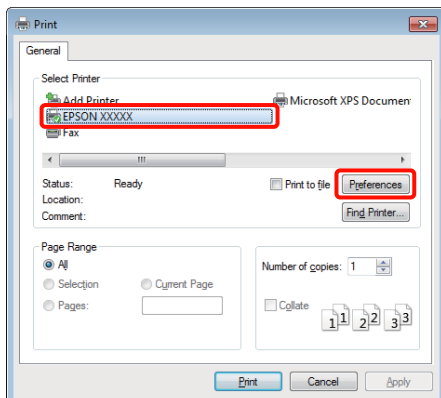 Print
General
Select Printer
Add Printer
Microsoft XPS Documen
EPSON XXXXX
Fax
Status: Ready
Print to file
Preferences
Location:
Comment:
Find Printer...
Page Range
All
Selection
Current Page
Pages:
Number of copies: 1
Collate
1 1 2 2 3 3
Print
Cancel
Apply